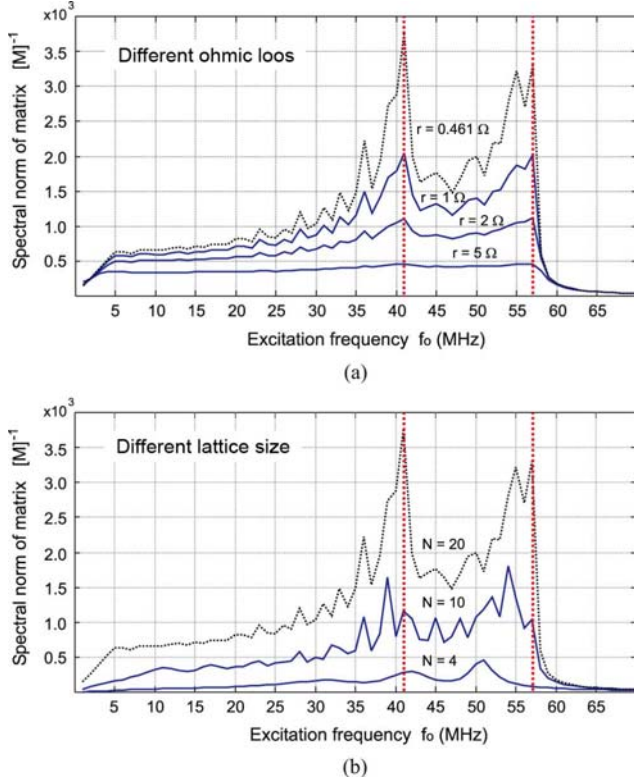 x10³
Spectral norm of matrix [M]⁻¹
3.5
3.0
2.5
2.0
1.5
1.0
0.5
Different ohmic loos
r = 0.461 Ω
r = 1 Ω
r = 2 Ω
r = 5 Ω
5 10 15 20 25 30 35 40 45 50 55 60 65
Excitation frequency fo (MHz)
(a)
x10³
Spectral norm of matrix [M]⁻¹
3.5
3.0
2.5
2.0
1.5
1.0
0.5
Different lattice size
N = 20
N = 10
N = 4
5 10 15 20 25 30 35 40 45 50 55 60 65
Excitation frequency fo (MHz)
(b)